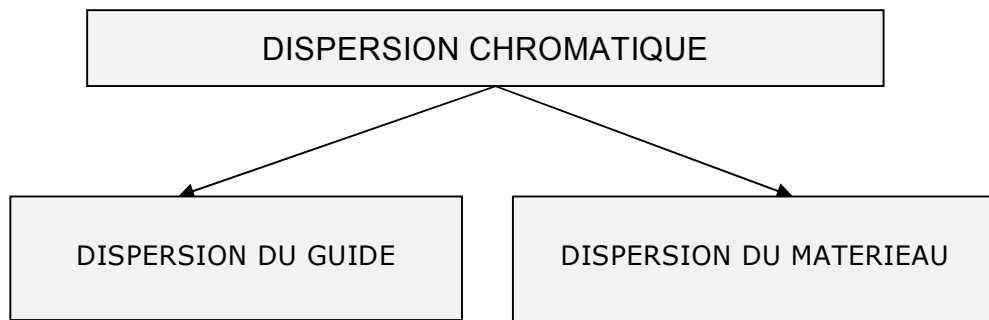 DISPERSION CHROMATIQUE
DISPERSION DU GUIDE
DISPERSION DU MATERIEAU